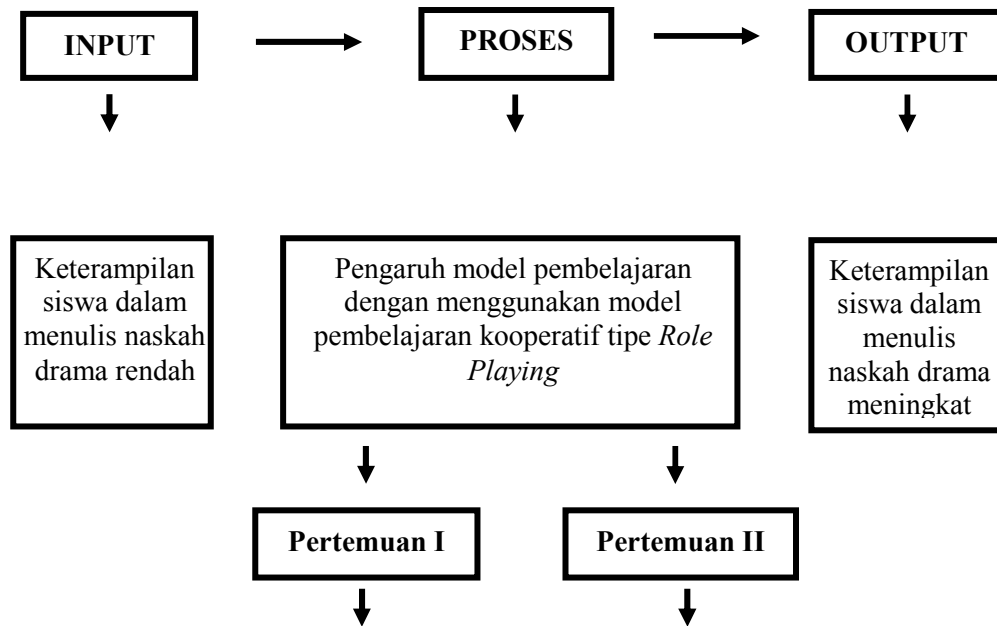 INPUT
PROSES
OUTPUT
Keterampilan
siswa dalam
menulis naskah
drama rendah
Pengaruh model pembelajaran
dengan menggunakan model
pembelajaran kooperatif tipe Role
Playing
Keterampilan
siswa dalam
menulis
naskah drama
meningkat
Pertemuan I
Pertemuan II